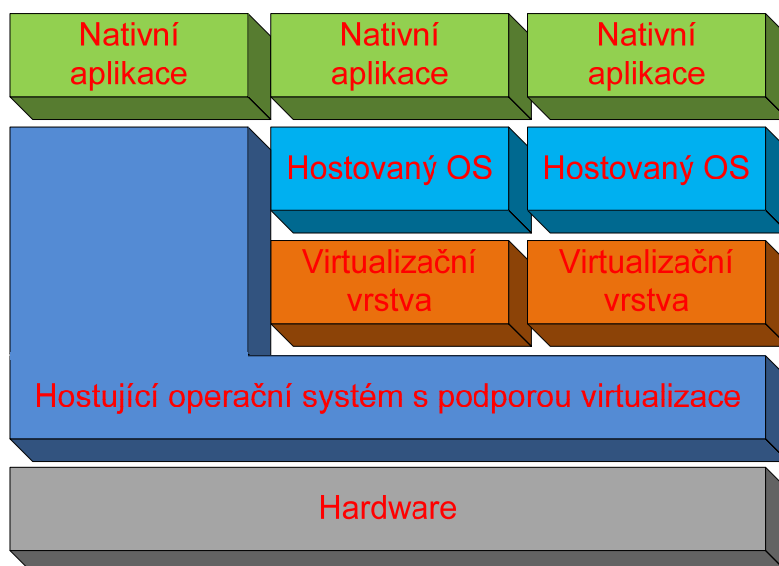 Nativní
aplikace
Nativní
aplikace
Nativní
aplikace
Hostovaný OS
Hostovaný OS
Virtualizační
vrstva
Virtualizační
vrstva
Hostující operační systém s podporou virtualizace
Hardware